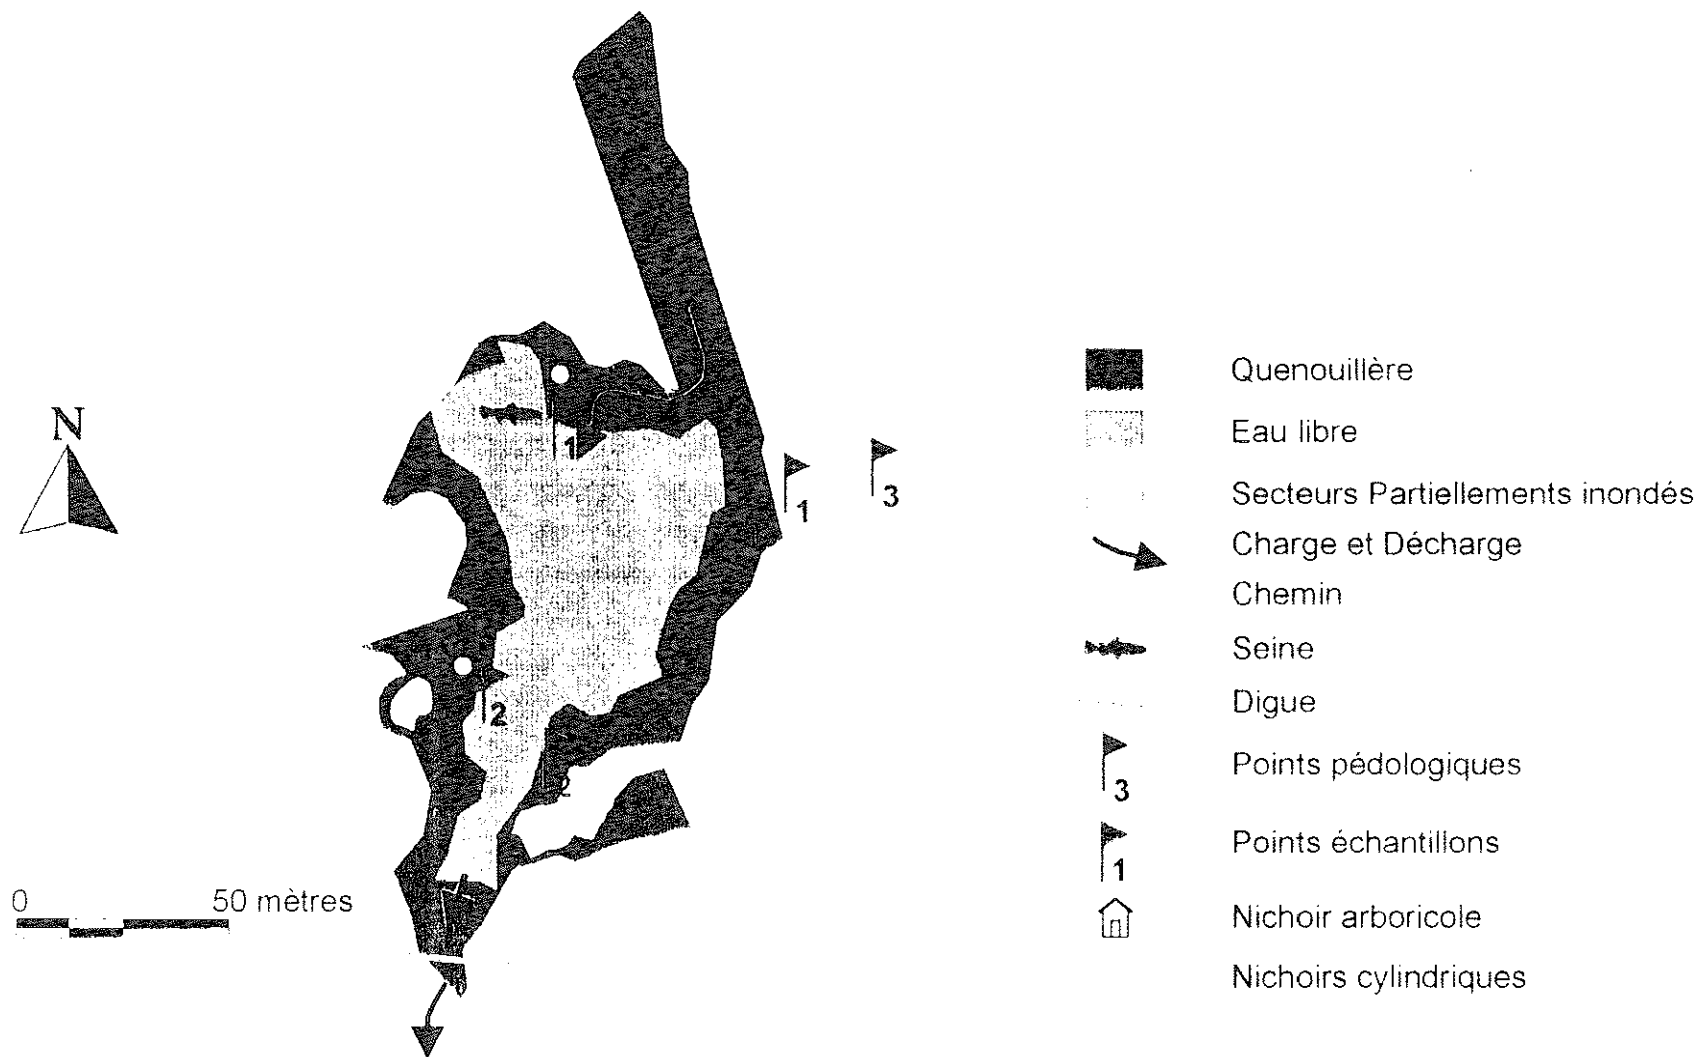 N
1
1
3
2
2
0 50 mètres
Quenouillère
Eau libre
Secteurs Partiellements inondés
Charge et Décharge
Chemin
Seine
Digue
3 Points pédologiques
1 Points échantillons
Nichoir arboricole
Nichoirs cylindriques